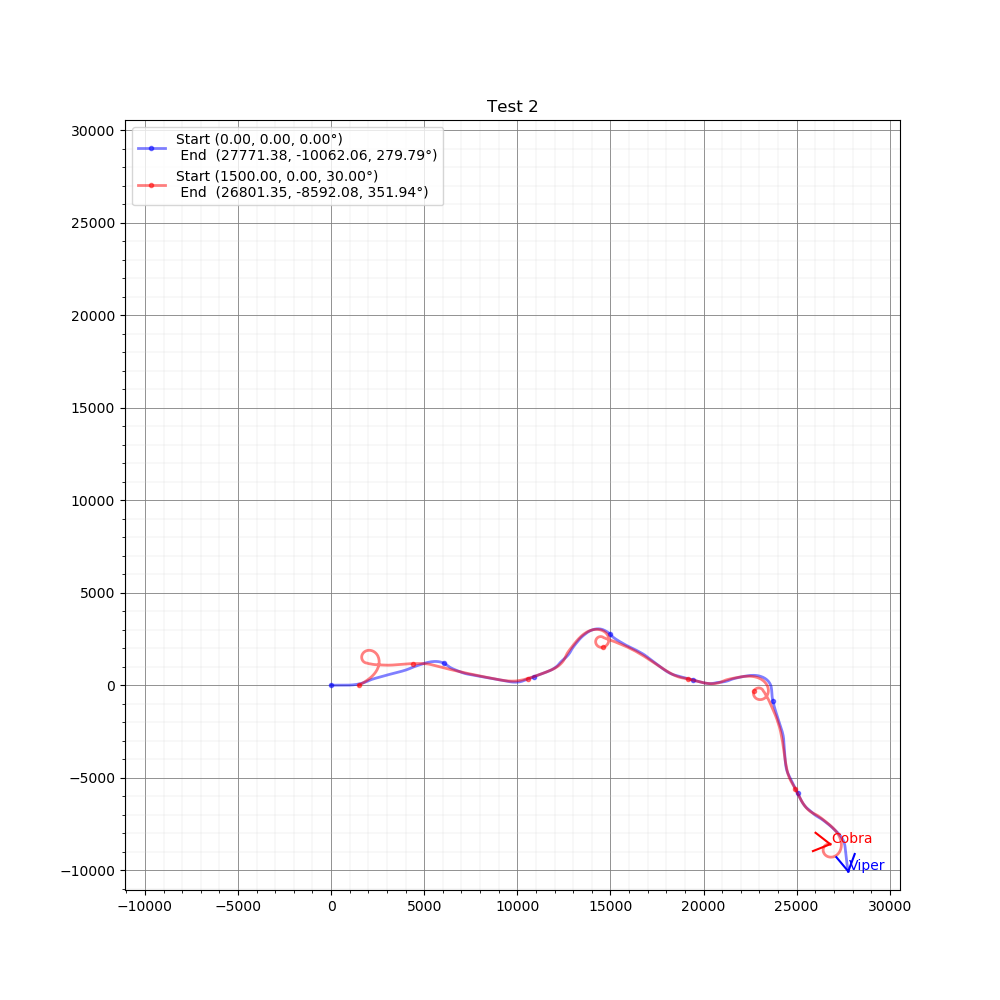 Test 2
Start (0.00, 0.00, 0.00°)
End  (27771.38, -10062.06, 279.79°)
Start (1500.00, 0.00, 30.00°)
End  (26801.35, -8592.08, 351.94°)
30000
25000
20000
15000
10000
5000
0
−5000
−10000
Cobra
Viper
−10000 −5000 0 5000 10000 15000 20000 25000 30000